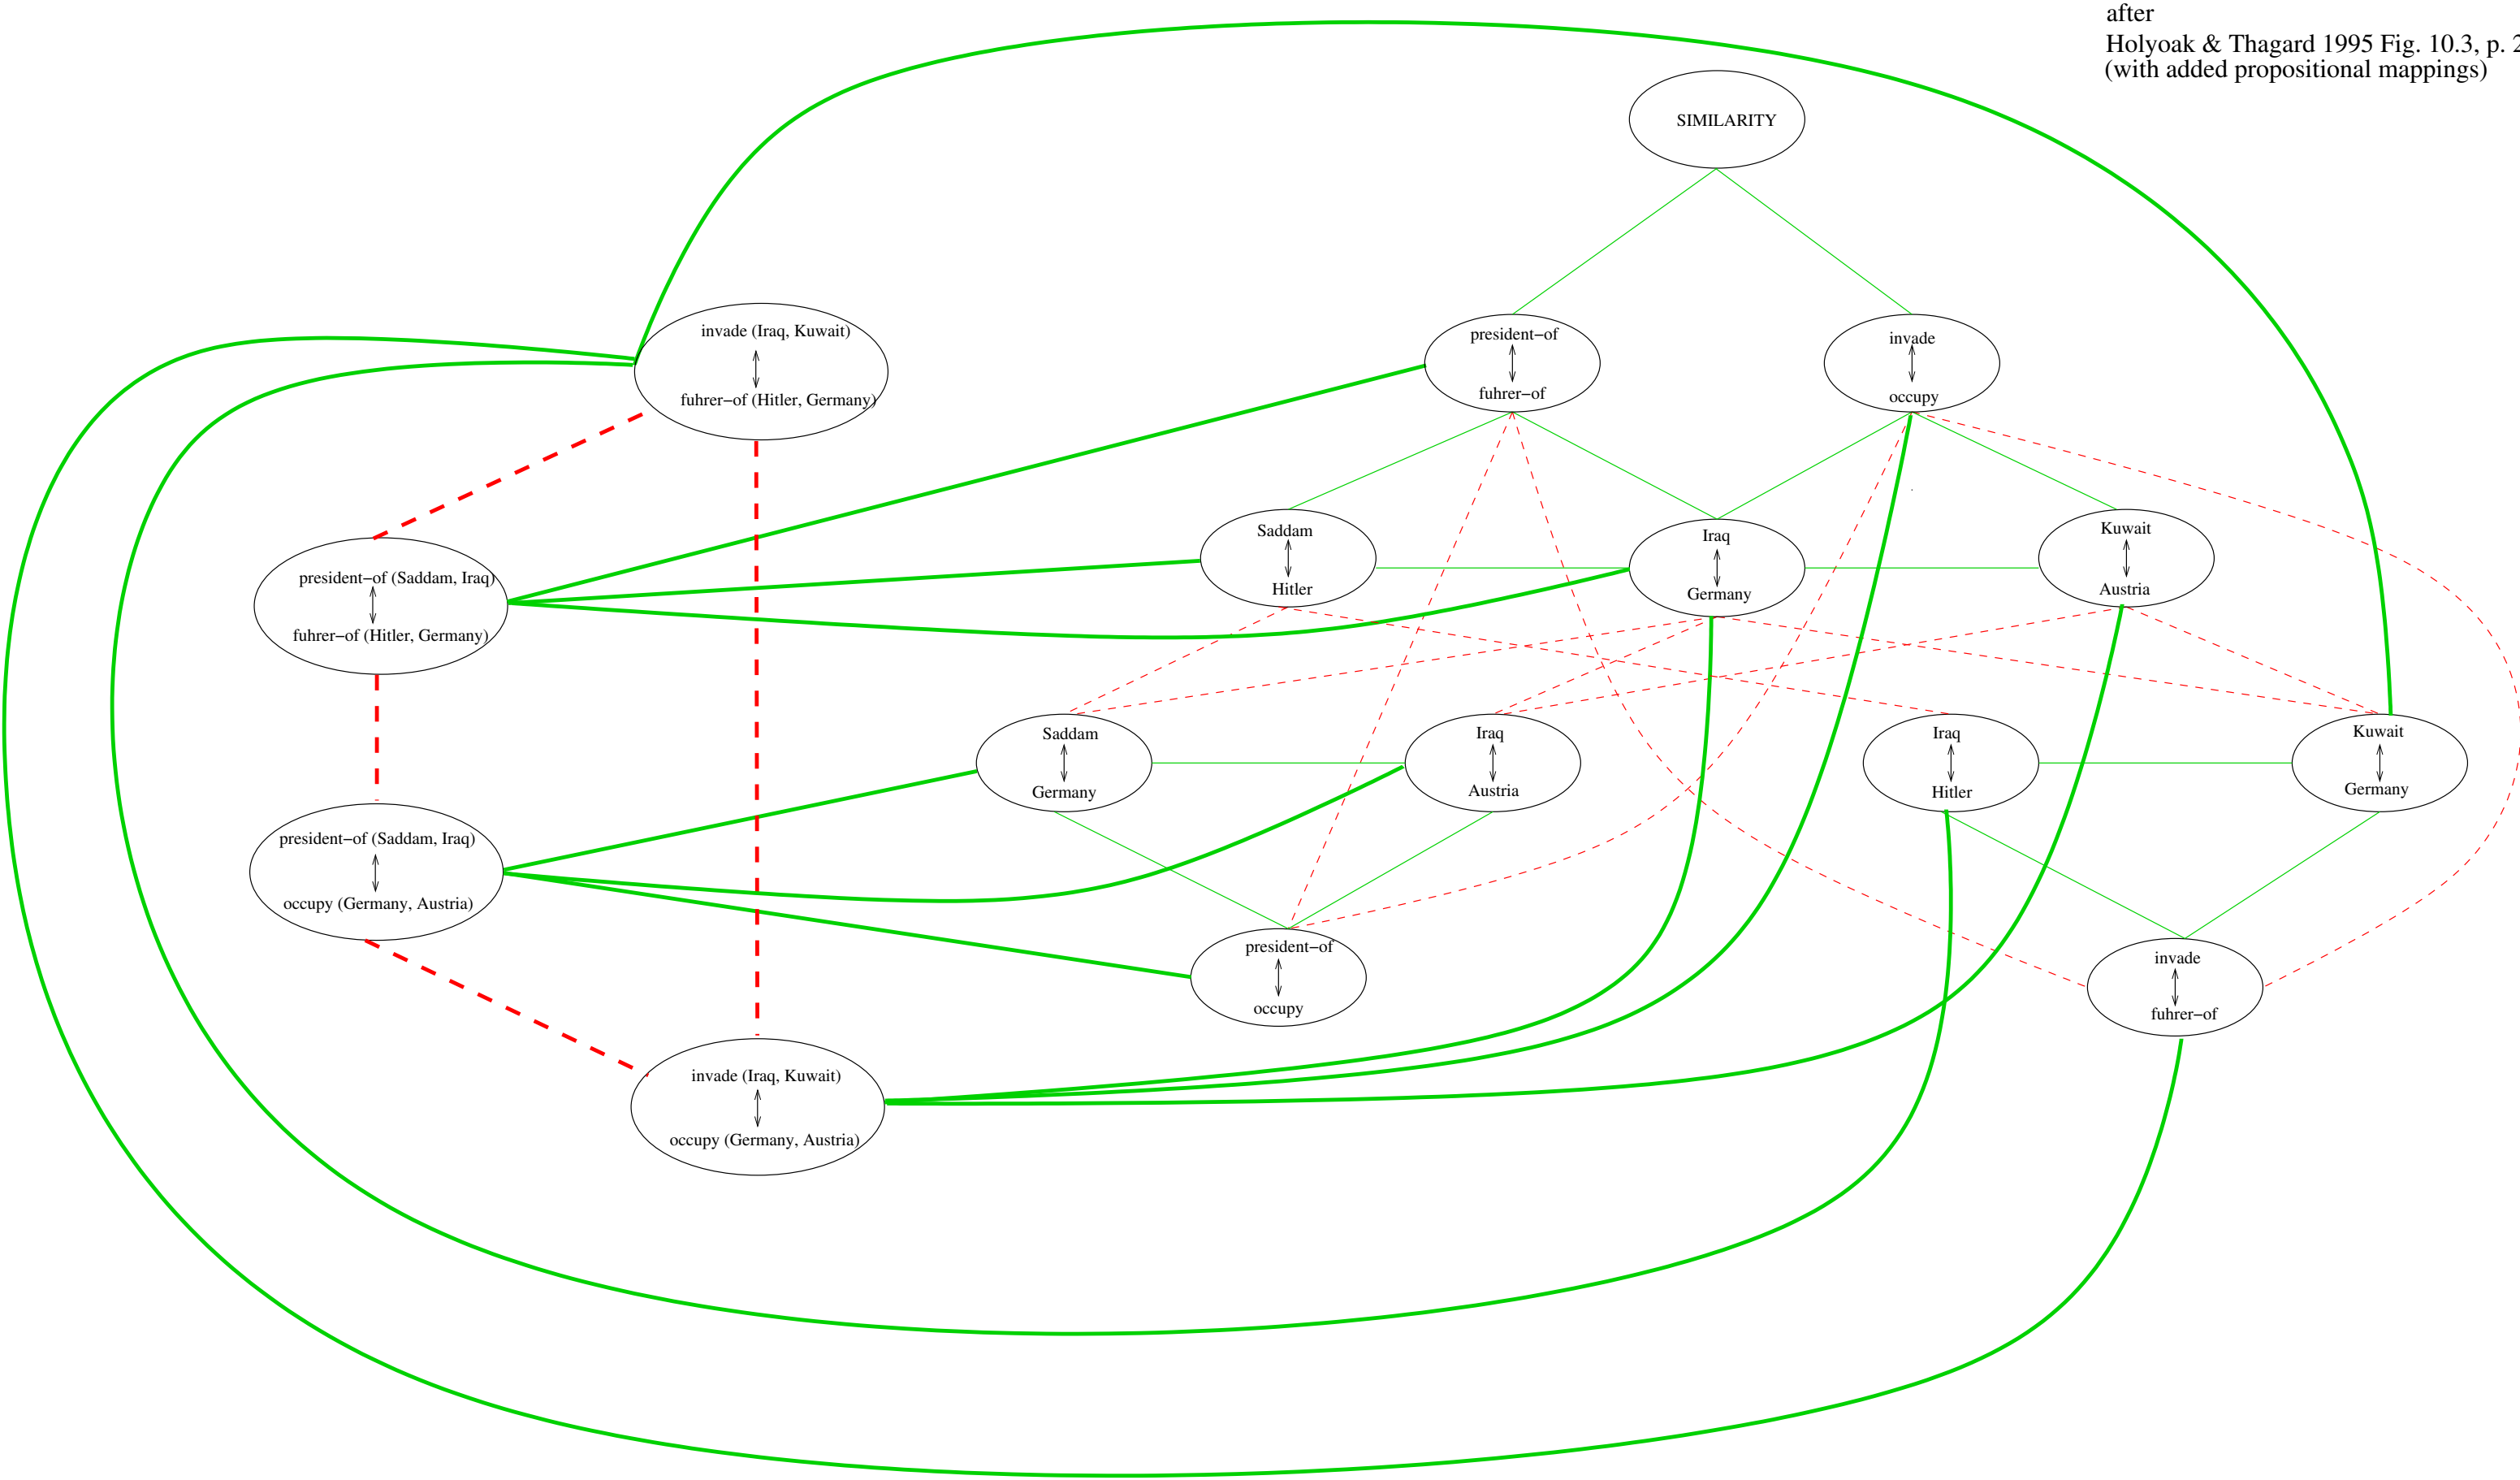 after
Holyoak & Thagard 1995 Fig. 10.3, p. 2
(with added propositional mappings)
SIMILARITY
invade (Iraq, Kuwait)
fuhrer−of (Hitler, Germany)
president−of
fuhrer−of
invade
occupy
president−of (Saddam, Iraq)
fuhrer−of (Hitler, Germany)
Saddam
Hitler
Iraq
Germany
Kuwait
Austria
Saddam
Germany
Iraq
Austria
Iraq
Hitler
Kuwait
Germany
president−of (Saddam, Iraq)
occupy (Germany, Austria)
president−of
occupy
invade
fuhrer−of
invade (Iraq, Kuwait)
occupy (Germany, Austria)